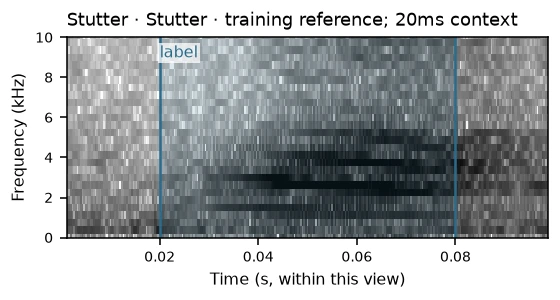 Stutter · Stutter · training reference; 20ms context
label
10
8
6
4
2
0
Frequency (kHz)
0.02 0.04 0.06 0.08
Time (s, within this view)